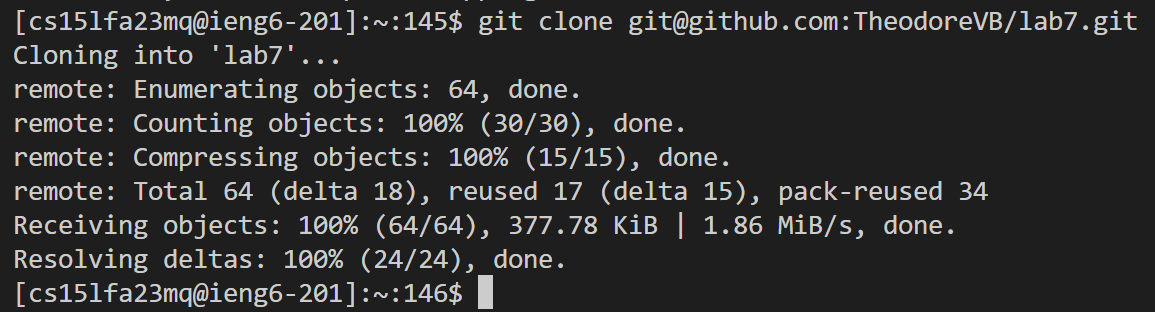 [cs15lfa23mq@ieng6-201]:~:145$ git clone git@github.com:TheodoreVB/lab7.git
Cloning into 'lab7'...
remote: Enumerating objects: 64, done.
remote: Counting objects: 100% (30/30), done.
remote: Compressing objects: 100% (15/15), done.
remote: Total 64 (delta 18), reused 17 (delta 15), pack-reused 34
Receiving objects: 100% (64/64), 377.78 KiB | 1.86 MiB/s, done.
Resolving deltas: 100% (24/24), done.
[cs15lfa23mq@ieng6-201]:~:146$